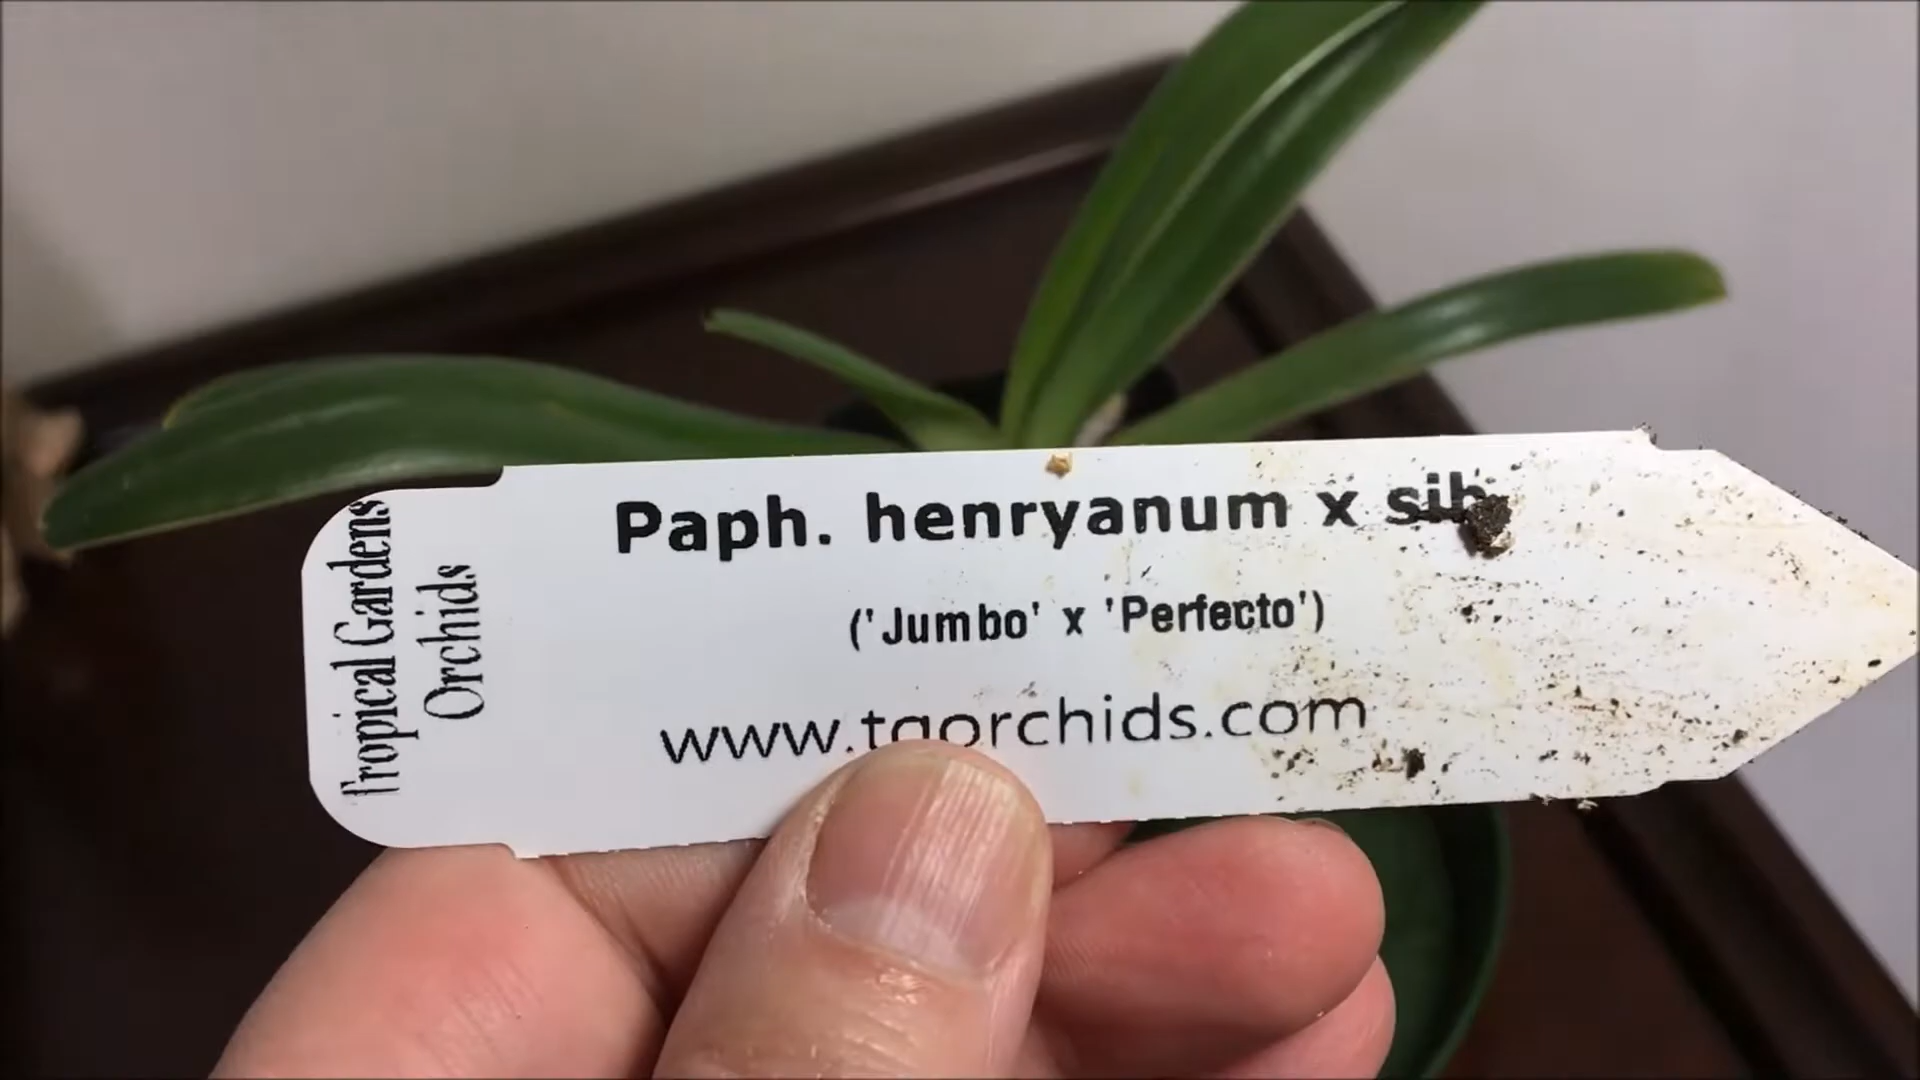 Tropical Gardens
Orchids
Paph. henryanum x sib
('Jumbo' x 'Perfecto')
www.tgorchids.com